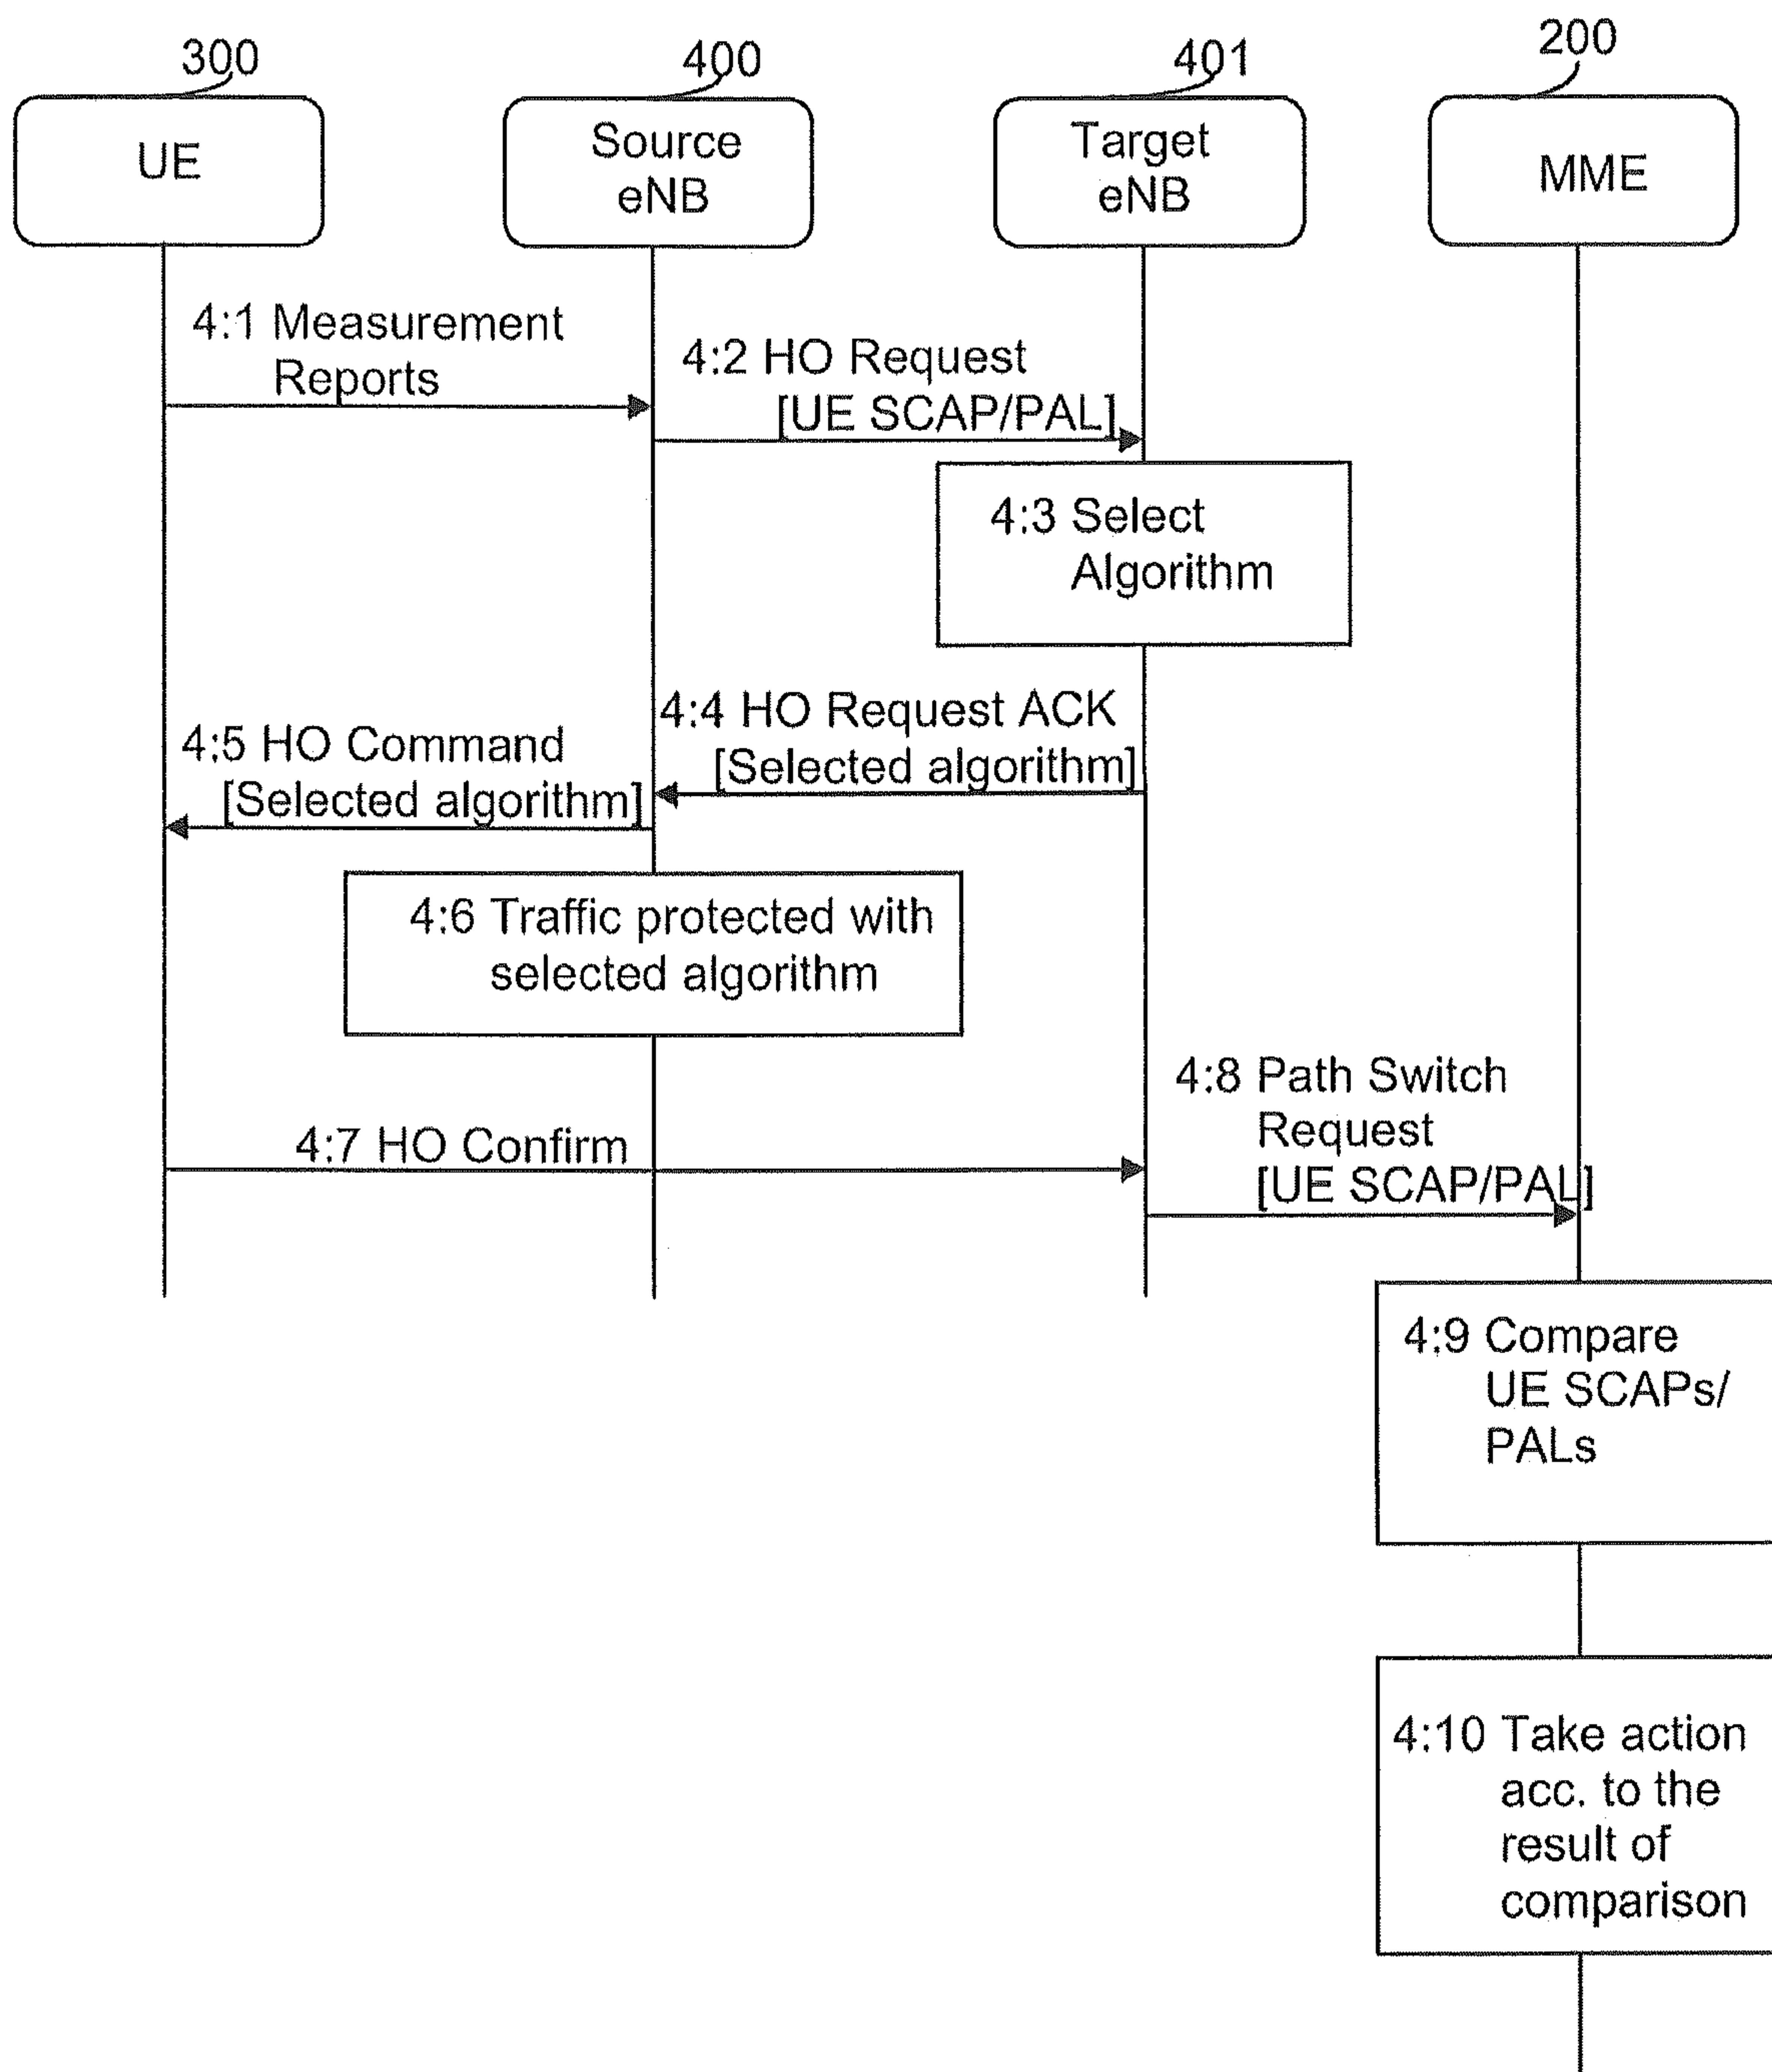 300
400
401
200
UE
Source
eNB
Target
eNB
MME
4:1 Measurement
Reports
4:2 HO Request
[UE SCAP/PAL]
4:3 Select
Algorithm
4:4 HO Request ACK
[Selected algorithm]
4:5 HO Command
[Selected algorithm]
4:6 Traffic protected with
selected algorithm
4:7 HO Confirm
4:8 Path Switch
Request
[UE SCAP/PAL]
4:9 Compare
UE SCAPs/
PALs
4:10 Take action
acc. to the
result of
comparison